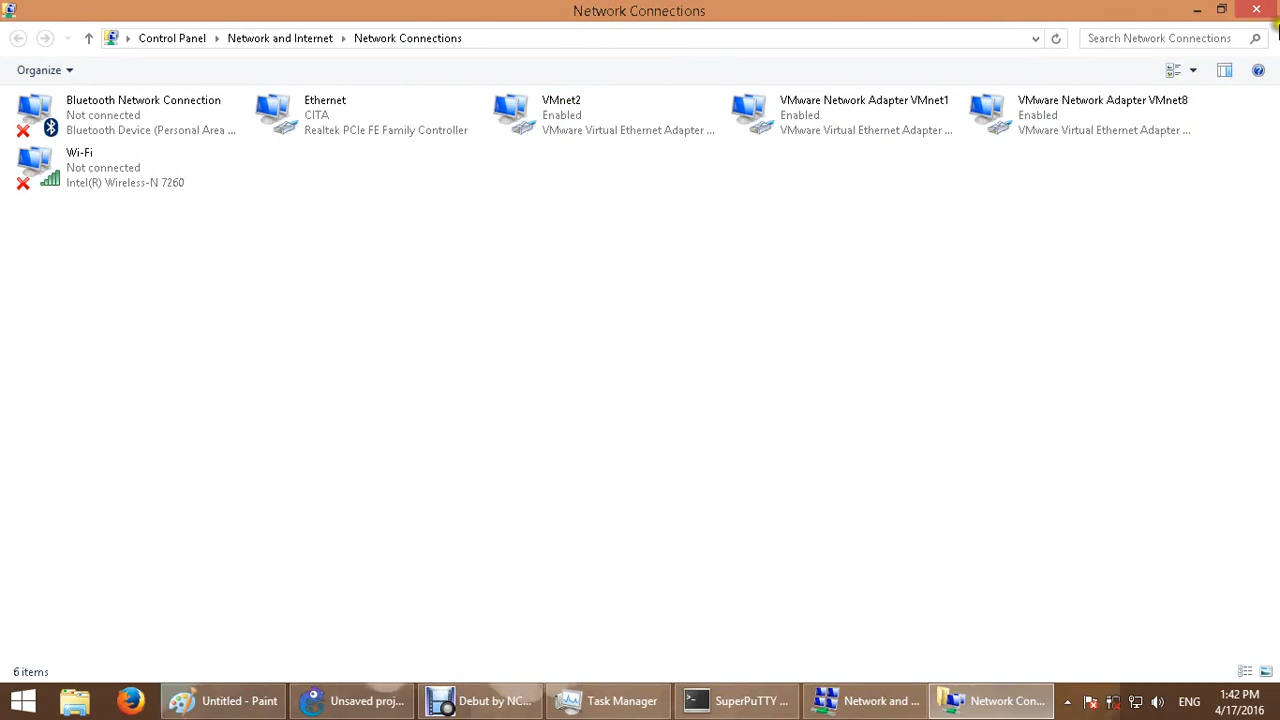 Network Connections
Control Panel Network and Internet Network Connections
Search Network Connections
Organize
Bluetooth Network Connection
Not connected
Bluetooth Device (Personal Area ...
Ethernet
CITA
Realtek PCIe FE Family Controller
VMnet2
Enabled
VMware Virtual Ethernet Adapter ...
VMware Network Adapter VMnet1
Enabled
VMware Virtual Ethernet Adapter ...
VMware Network Adapter VMnet8
Enabled
VMware Virtual Ethernet Adapter ...
Wi-Fi
Not connected
Intel(R) Wireless-N 7260
6 items
Untitled - Paint
Unsaved proj...
Debut by NC...
Task Manager
SuperPuTTY ...
Network and ...
Network Con...
ENG
1:42 PM
4/17/2016